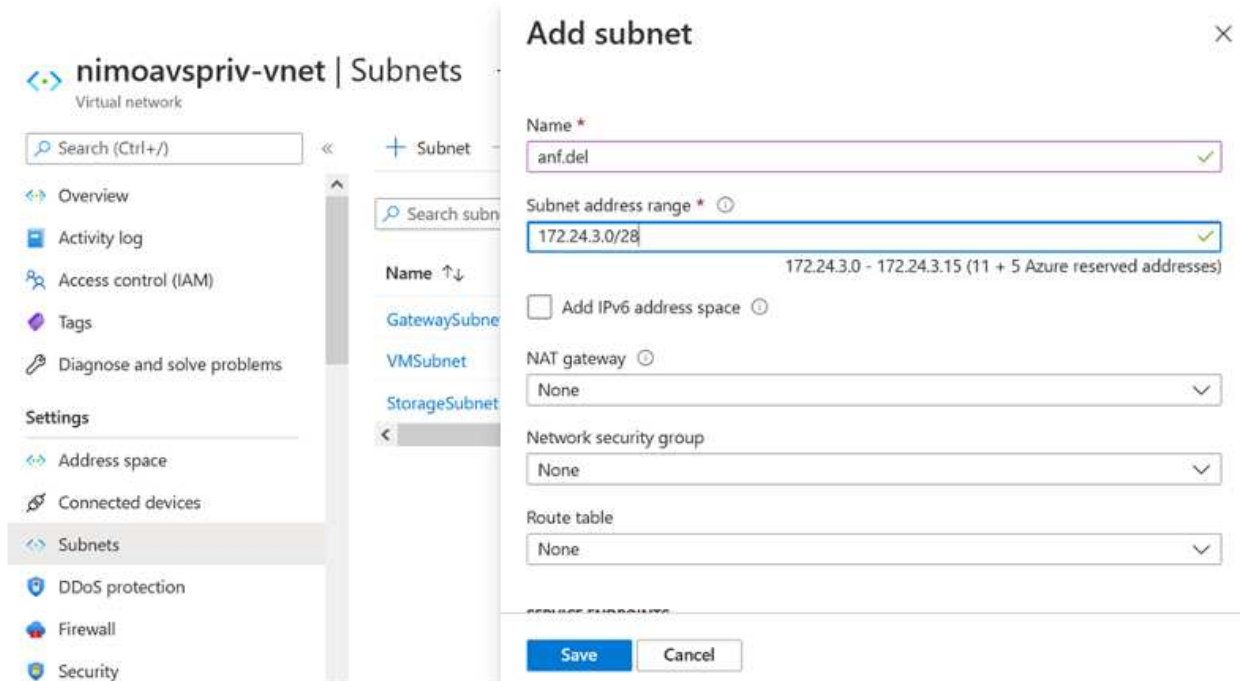 nimoavspriv-vnet | Subnets
Virtual network
Search (Ctrl+/)
«
Overview
Activity log
Access control (IAM)
Tags
Diagnose and solve problems
Settings
Address space
Connected devices
Subnets
DDoS protection
Firewall
Security
+ Subnet
Search subn
Name ↑↓
GatewaySubne
VMSubnet
StorageSubnet
Add subnet
Name *
anf.del
Subnet address range *
172.24.3.0/28
172.24.3.0 - 172.24.3.15 (11 + 5 Azure reserved addresses)
Add IPv6 address space
NAT gateway
None
Network security group
None
Route table
None
SERVICE ENDPOINTS
Save
Cancel